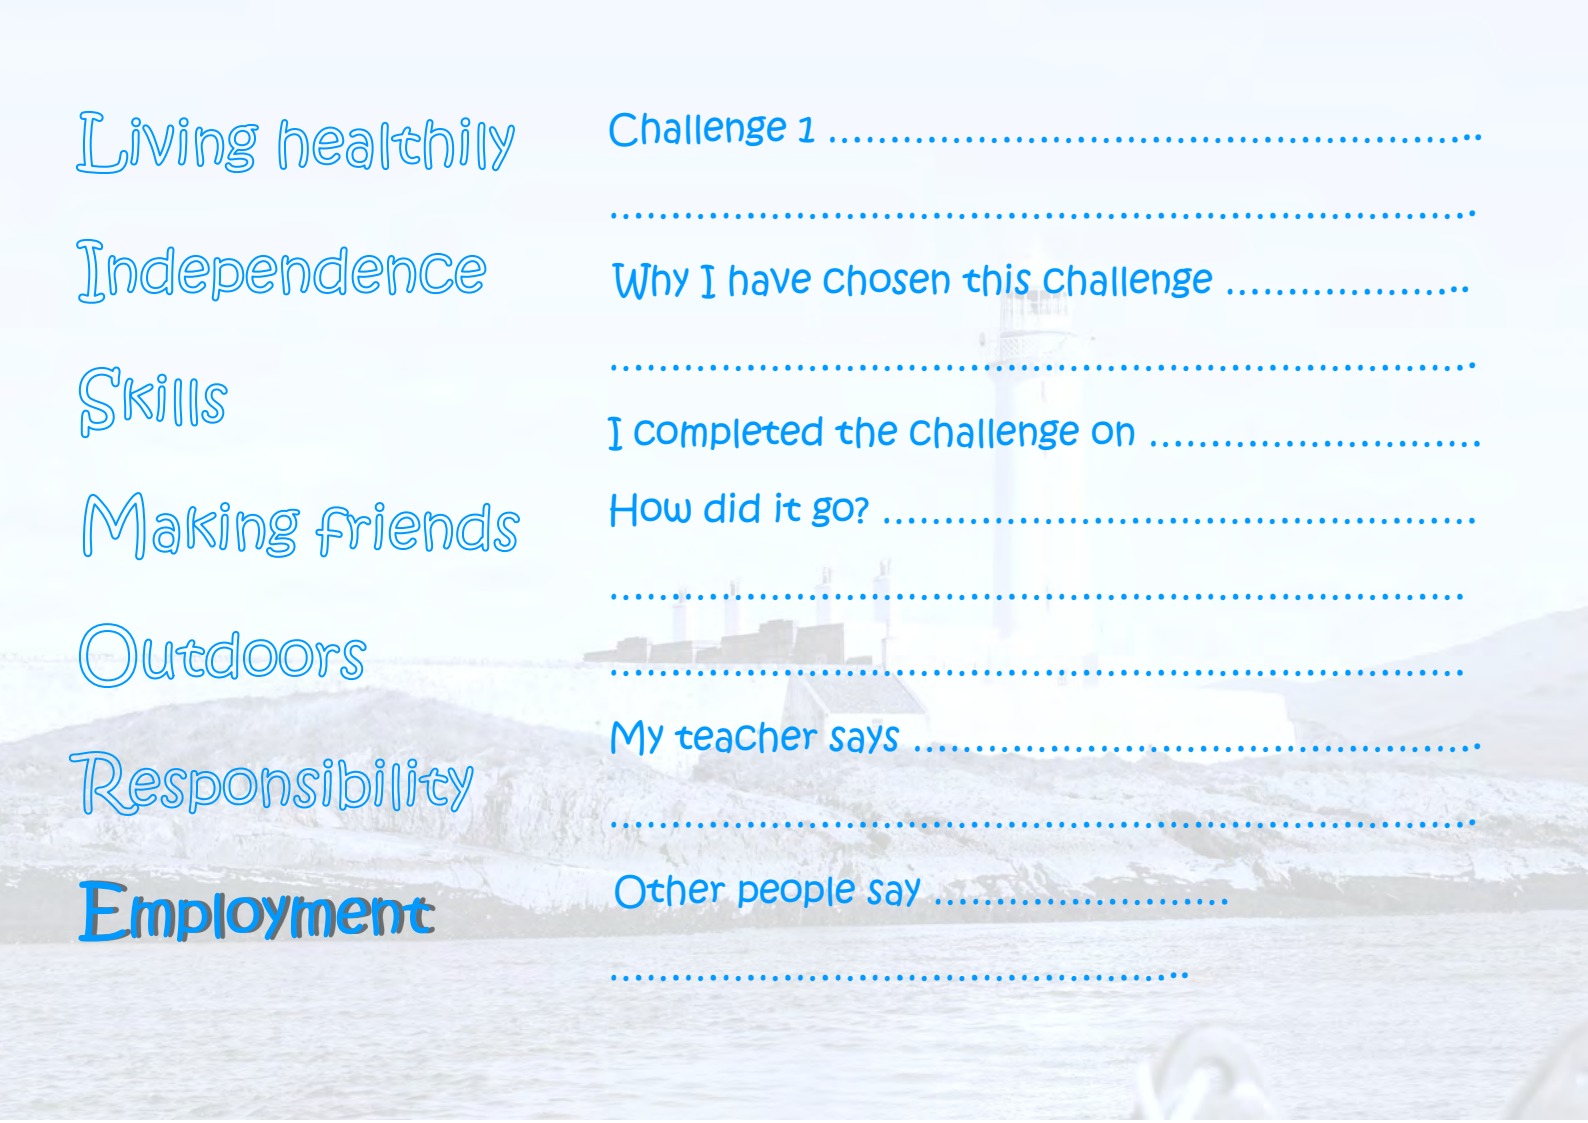 Living healthily
Independence
Skills
Making friends
Outdoors
Responsibility
Employment
Challenge 1 ………………………………………………..
………………………………………………………………….
Why I have chosen this challenge ………………..
………………………………………………………………….
I completed the challenge on ………………………
How did it go? ……………………………………………
…………………………………………………………………
…………………………………………………………………
My teacher says ………………………………………….
………………………………………………………………….
Other people say ……………………
…………………………………………..